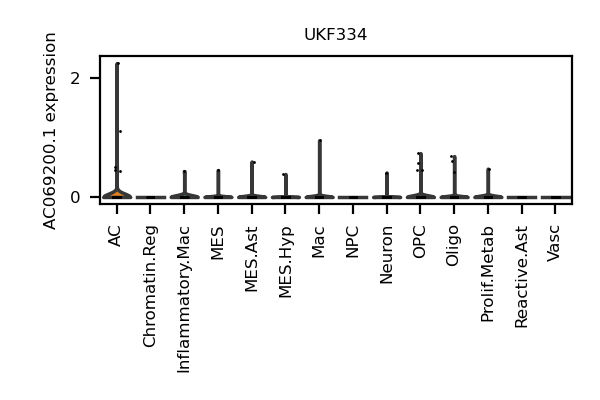 UKF334
AC069200.1 expression
2
0
AC
Chromatin.Reg
Inflammatory.Mac
MES
MES.Ast
MES.Hyp
Mac
NPC
Neuron
OPC
Oligo
Prolif.Metab
Reactive.Ast
Vasc